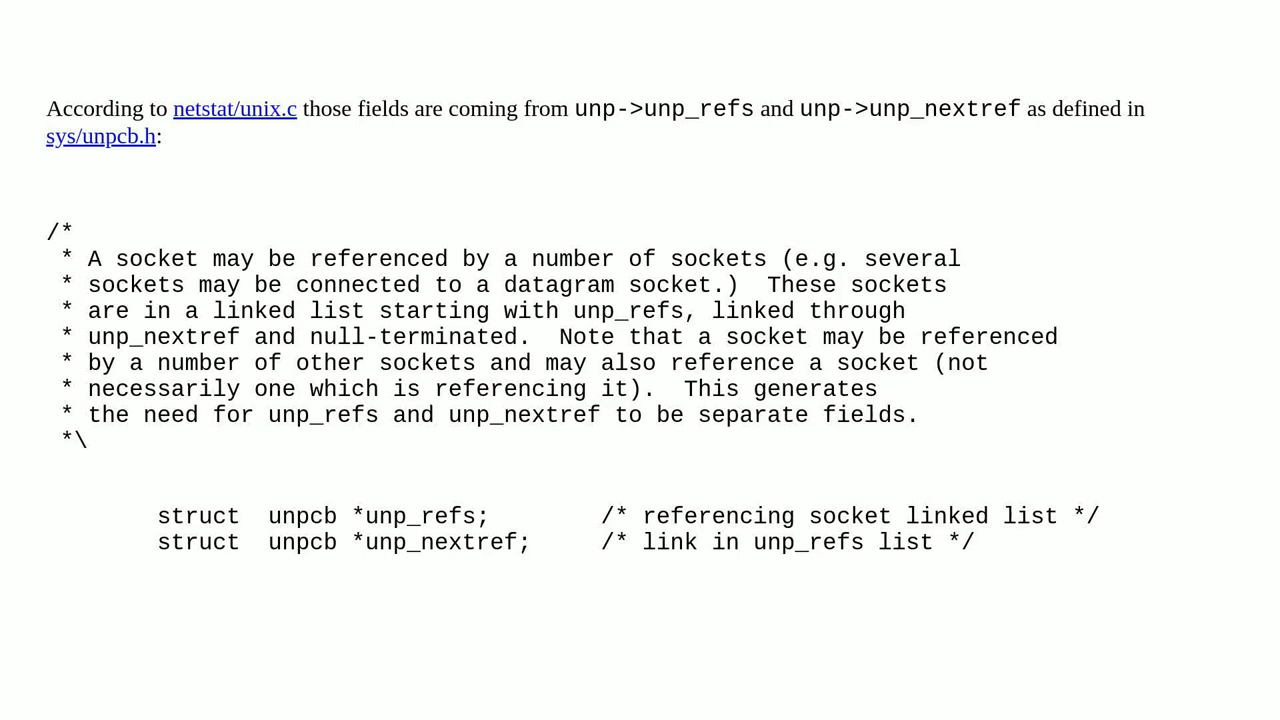 According to netstat/unix.c those fields are coming from unp->unp_refs and unp->unp_nextref as defined in
sys/unpcb.h:
/*
 * A socket may be referenced by a number of sockets (e.g. several
 * sockets may be connected to a datagram socket.)  These sockets
 * are in a linked list starting with unp_refs, linked through
 * unp_nextref and null-terminated.  Note that a socket may be referenced
 * by a number of other sockets and may also reference a socket (not
 * necessarily one which is referencing it).  This generates
 * the need for unp_refs and unp_nextref to be separate fields.
 *\
        struct  unpcb *unp_refs;        /* referencing socket linked list */
        struct  unpcb *unp_nextref;     /* link in unp_refs list */